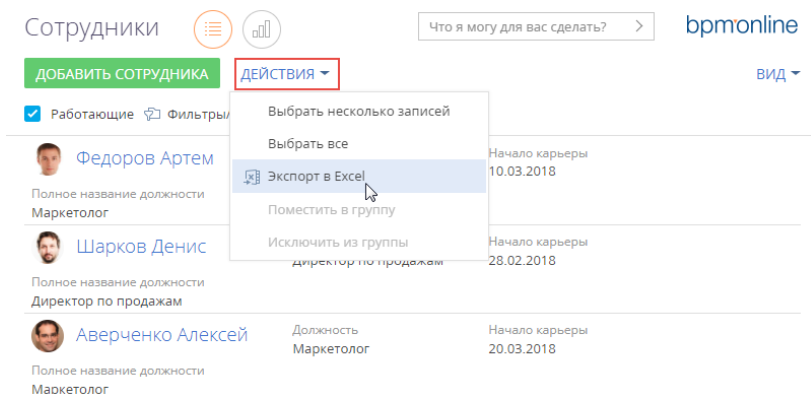 Сотрудники
Что я могу для вас сделать?
bpm'online
ДОБАВИТЬ СОТРУДНИКА ДЕЙСТВИЯ
ВИД
Работающие Фильтры/
Выбрать несколько записей
Выбрать все
Экспорт в Excel
Поместить в группу
Исключить из группы
Федоров Артем
Начало карьеры
10.03.2018
Полное название должности
Маркетолог
Шарков Денис
Директор по продажам
Начало карьеры
28.02.2018
Полное название должности
Директор по продажам
Аверченко Алексей
Должность
Маркетолог
Начало карьеры
20.03.2018
Полное название должности
Маркетолог